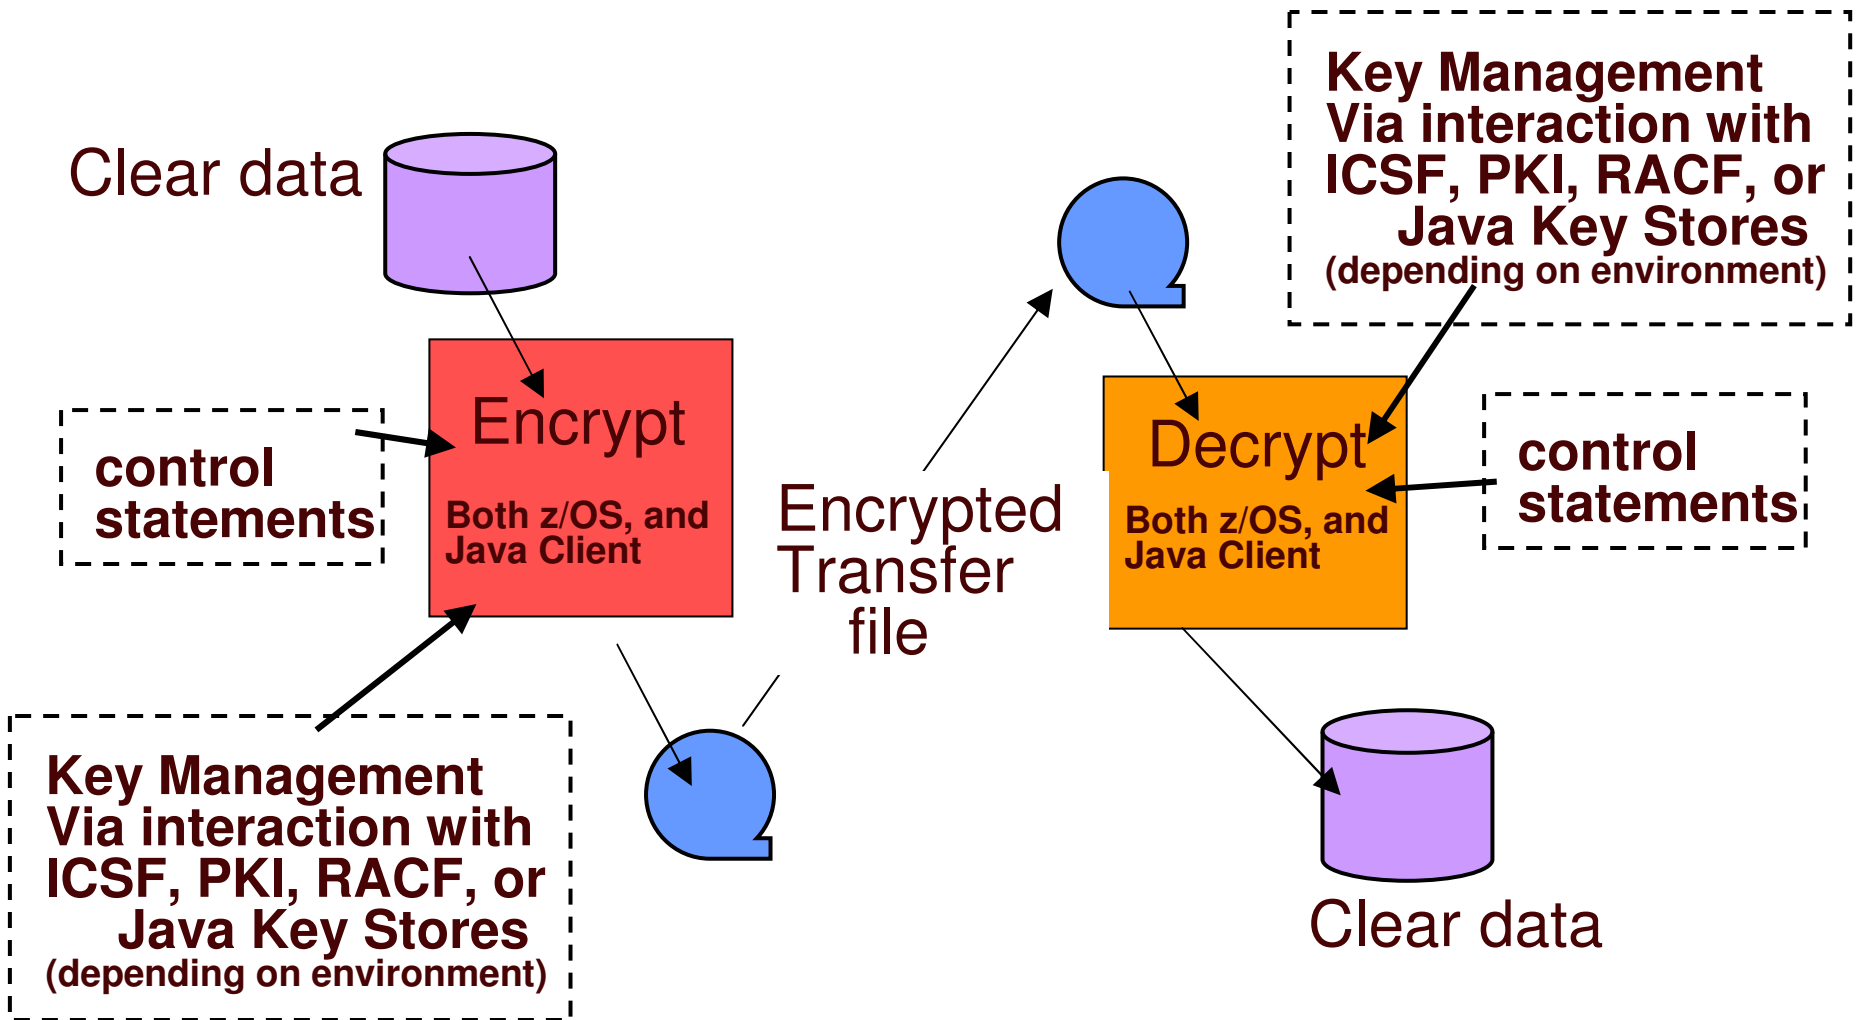 Clear data
Encrypt
Both z/OS, and
Java Client
control
statements
Key Management
Via interaction with
ICSF, PKI, RACF, or
Java Key Stores
(depending on environment)
Encrypted
Transfer
file
Key Management
Via interaction with
ICSF, PKI, RACF, or
Java Key Stores
(depending on environment)
Decrypt
Both z/OS, and
Java Client
control
statements
Clear data